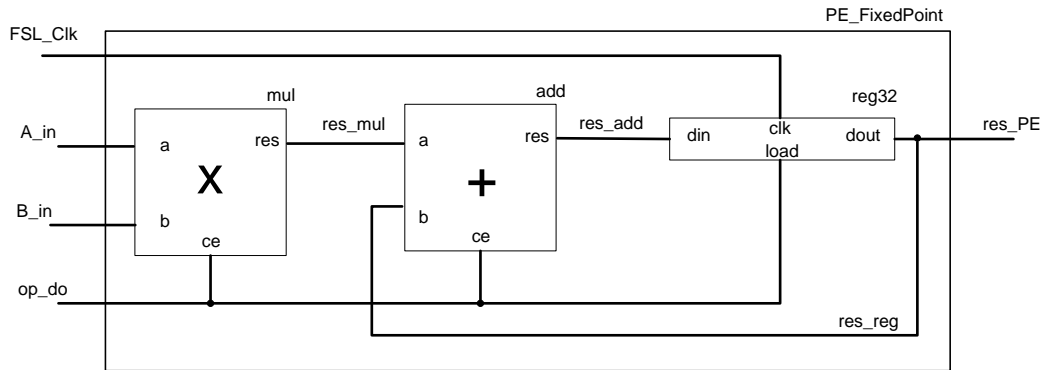 PE_FixedPoint
FSL_Clk
mul
add
reg32
A_in
a
res
res_mul
a
res
res_add
din
clk
load
dout
res_PE
X
+
B_in
b
ce
b
ce
op_do
res_reg